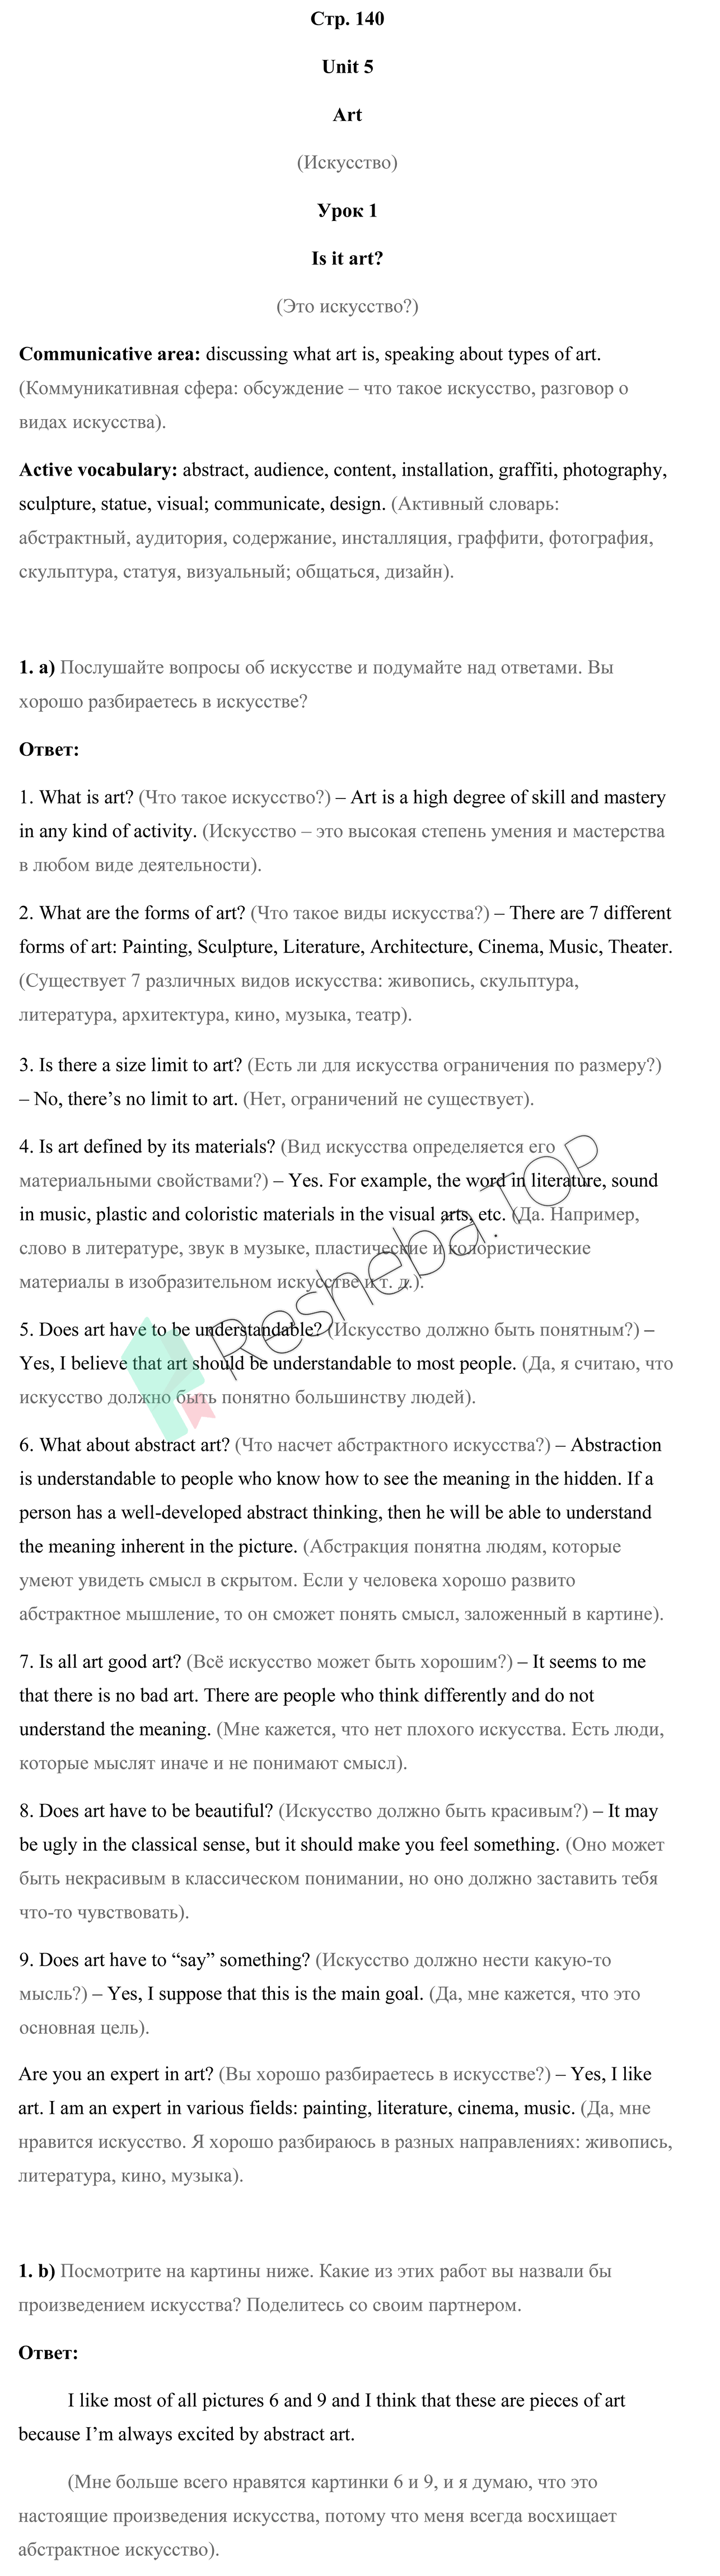 Стр. 140
Unit 5
Art
(Искусство)
Урок 1
Is it art?
(Это искусство?)
Communicative area: discussing what art is, speaking about types of art.
(Коммуникативная сфера: обсуждение – что такое искусство, разговор о
видах искусства).
Active vocabulary: abstract, audience, content, installation, graffiti, photography,
sculpture, statue, visual; communicate, design. (Активный словарь:
абстрактный, аудитория, содержание, инсталляция, граффити, фотография,
скульптура, статуя, визуальный; общаться, дизайн).
1. a) Послушайте вопросы об искусстве и подумайте над ответами. Вы
хорошо разбираетесь в искусстве?
Ответ:
1. What is art? (Что такое искусство?) – Art is a high degree of skill and mastery
in any kind of activity. (Искусство – это высокая степень умения и мастерства
в любом виде деятельности).
2. What are the forms of art? (Что такое виды искусства?) – There are 7 different
forms of art: Painting, Sculpture, Literature, Architecture, Cinema, Music, Theater.
(Существует 7 различных видов искусства: живопись, скульптура,
литература, архитектура, кино, музыка, театр).
3. Is there a size limit to art? (Есть ли для искусства ограничения по размеру?)
– No, there’s no limit to art. (Нет, ограничений не существует).
4. Is art defined by its materials? (Вид искусства определяется его
материальными свойствами?) – Yes. For example, the word in literature, sound
in music, plastic and coloristic materials in the visual arts, etc. (Да. Например,
слово в литературе, звук в музыке, пластические и колористические
материалы в изобразительном искусстве и т. д.).
Resheba.TOP
5. Does art have to be understandable? (Искусство должно быть понятным?) –
Yes, I believe that art should be understandable to most people. (Да, я считаю, что
искусство должно быть понятно большинству людей).
6. What about abstract art? (Что насчет абстрактного искусства?) – Abstraction
is understandable to people who know how to see the meaning in the hidden. If a
person has a well-developed abstract thinking, then he will be able to understand
the meaning inherent in the picture. (Абстракция понятна людям, которые
умеют увидеть смысл в скрытом. Если у человека хорошо развито
абстрактное мышление, то он сможет понять смысл, заложенный в картине).
7. Is all art good art? (Всё искусство может быть хорошим?) – It seems to me
that there is no bad art. There are people who think differently and do not
understand the meaning. (Мне кажется, что нет плохого искусства. Есть люди,
которые мыслят иначе и не понимают смысл).
8. Does art have to be beautiful? (Искусство должно быть красивым?) – It may
be ugly in the classical sense, but it should make you feel something. (Оно может
быть некрасивым в классическом понимании, но оно должно заставить тебя
что-то чувствовать).
9. Does art have to “say” something? (Искусство должно нести какую-то
мысль?) – Yes, I suppose that this is the main goal. (Да, мне кажется, что это
основная цель).
Are you an expert in art? (Вы хорошо разбираетесь в искусстве?) – Yes, I like
art. I am an expert in various fields: painting, literature, cinema, music. (Да, мне
нравится искусство. Я хорошо разбираюсь в разных направлениях: живопись,
литература, кино, музыка).
1. b) Посмотрите на картины ниже. Какие из этих работ вы назвали бы
произведением искусства? Поделитесь со своим партнером.
Ответ:
I like most of all pictures 6 and 9 and I think that these are pieces of art
because I’m always excited by abstract art.
(Мне больше всего нравятся картинки 6 и 9, и я думаю, что это
настоящие произведения искусства, потому что меня всегда восхищает
абстрактное искусство).